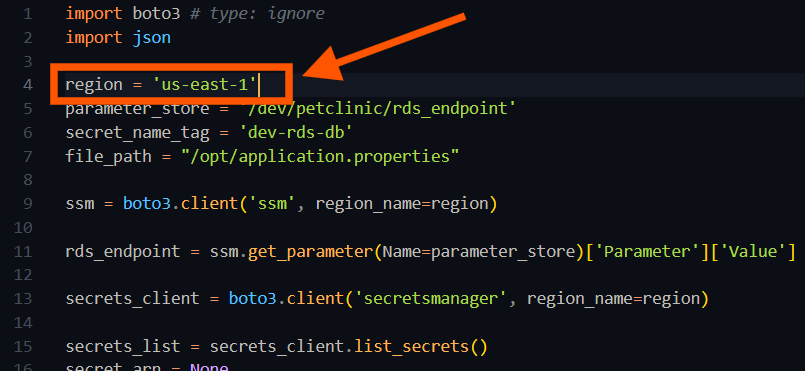 1 import boto3 # type: ignore
2 import json
3
4 region = 'us-east-1'
5 parameter_store = '/dev/petclinic/rds_endpoint'
6 secret_name_tag = 'dev-rds-db'
7 file_path = "/opt/application.properties"
8
9 ssm = boto3.client('ssm', region_name=region)
10
11 rds_endpoint = ssm.get_parameter(Name=parameter_store)['Parameter']['Value']
12
13 secrets_client = boto3.client('secretsmanager', region_name=region)
14
15 secrets_list = secrets_client.list_secrets()
16 secret_arn = None